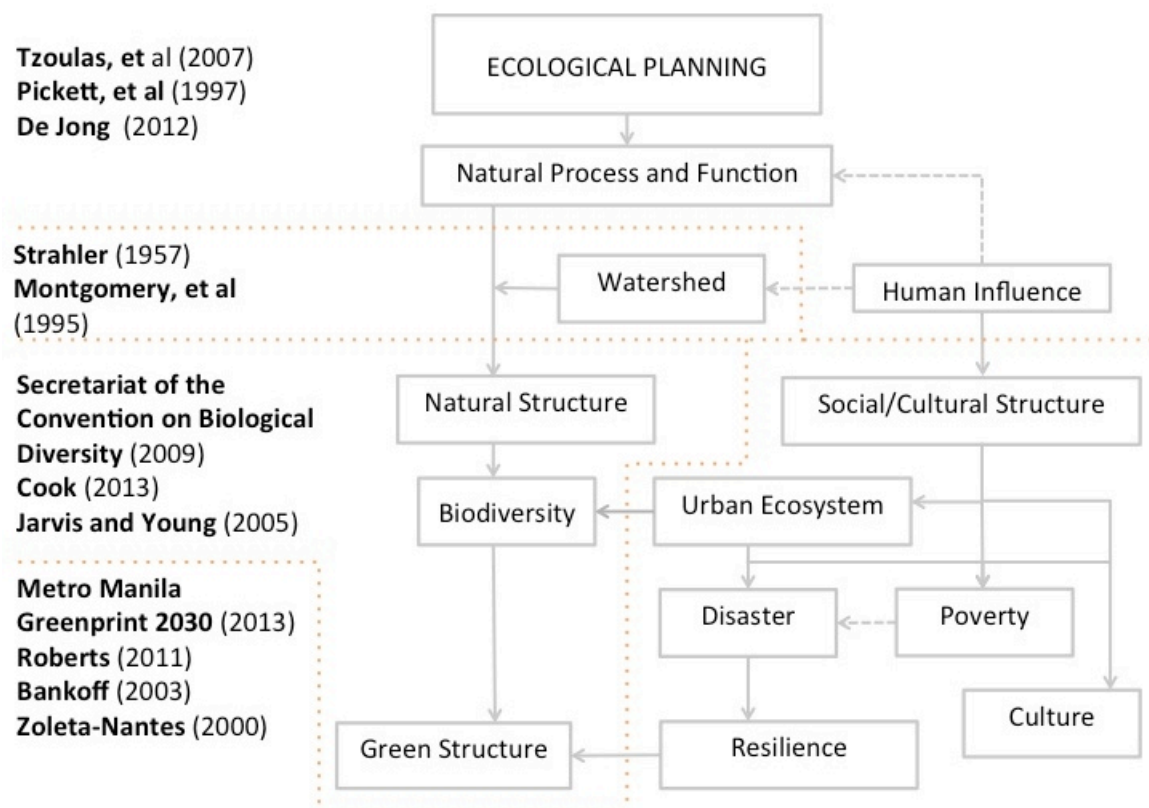 Tzoulas, et al (2007)
Pickett, et al (1997)
De Jong (2012)
ECOLOGICAL PLANNING
Natural Process and Function
Strahler (1957)
Montgomery, et al
(1995)
Watershed
Human Influence
Secretariat of the
Convention on Biological
Diversity (2009)
Cook (2013)
Jarvis and Young (2005)
Natural Structure
Social/Cultural Structure
Biodiversity
Urban Ecosystem
Metro Manila
Greenprint 2030 (2013)
Roberts (2011)
Bankoff (2003)
Zoleta-Nantes (2000)
Disaster
Poverty
Culture
Green Structure
Resilience